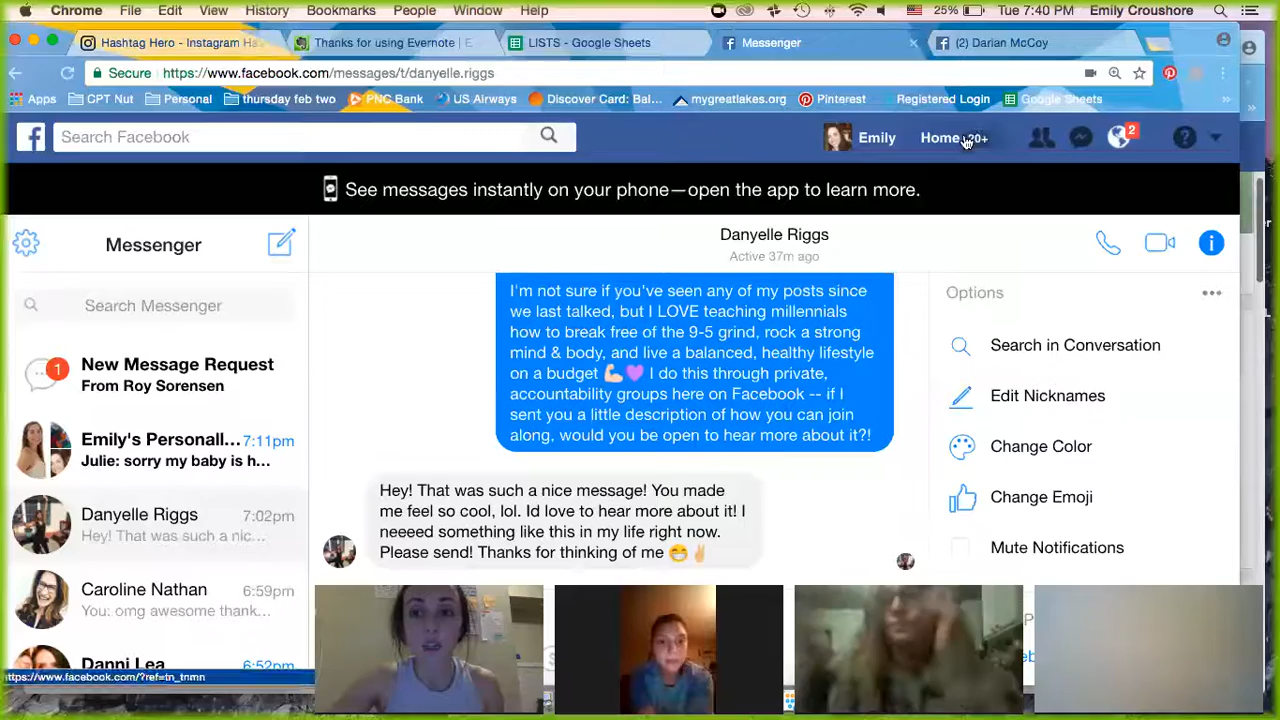 Chrome File Edit View History Bookmarks People Window Help 25% Tue 7:40 PM Emily Croushore
Hashtag Hero - Instagram Ha
Thanks for using Evernote | E
LISTS - Google Sheets
Messenger
(2) Darian McCoy
Secure https://www.facebook.com/messages/t/danyelle.riggs
Apps CPT Nut Personal thursday feb two PNC Bank US Airways Discover Card: Bal... mygreatlakes.org Pinterest Registered Login Google Sheets
Search Facebook
Emily Home 20+ 2
See messages instantly on your phone—open the app to learn more.
Messenger
Danyelle Riggs
Active 37m ago
Search Messenger
1
New Message Request
From Roy Sorensen
Emily's Personall... 7:11pm
Julie: sorry my baby is h...
Danyelle Riggs 7:02pm
Hey! That was such a nic...
Caroline Nathan 6:59pm
You: omg awesome thank...
Danni Lea 6:52pm
I'm not sure if you've seen any of my posts since
we last talked, but I LOVE teaching millennials
how to break free of the 9-5 grind, rock a strong
mind & body, and live a balanced, healthy lifestyle
on a budget 💪🏻💜 I do this through private,
accountability groups here on Facebook -- if I
sent you a little description of how you can join
along, would you be open to hear more about it?!
Hey! That was such a nice message! You made
me feel so cool, lol. Id love to hear more about it! I
neeeed something like this in my life right now.
Please send! Thanks for thinking of me 😁✌🏼
Options
Search in Conversation
Edit Nicknames
Change Color
Change Emoji
Mute Notifications
https://www.facebook.com/?ref=tn_tnmn